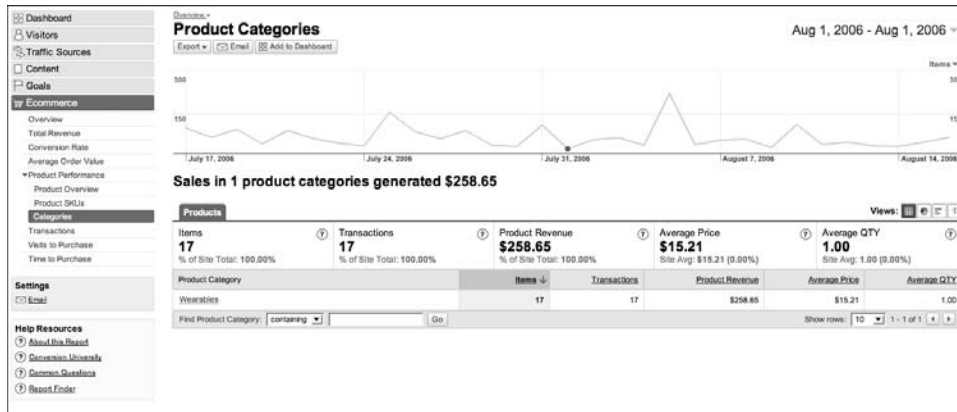 Dashboard
Visitors
Traffic Sources
Content
Goals
Ecommerce
Overview
Total Revenue
Conversion Rate
Average Order Value
Product Performance
Product Overview
Product SKUs
Categories
Transactions
Visits to Purchase
Time to Purchase
Settings
Email
Help Resources
About this Report
Conversion University
Common Questions
Report Finder
Overview »
Product Categories
Export Email Add to Dashboard
Aug 1, 2006 - Aug 1, 2006
Items
300
150
July 17, 2006 July 24, 2006 July 31, 2006 August 7, 2006 August 14, 2006
Sales in 1 product categories generated $258.65
Products
Views:
Items Transactions Product Revenue Average Price Average QTY
17 17 $258.65 $15.21 1.00
% of Site Total: 100.00% % of Site Total: 100.00% % of Site Total: 100.00% Site Avg: $15.21 (0.00%) Site Avg: 1.00 (0.00%)
Product Category Items ↓ Transactions Product Revenue Average Price Average QTY
Wearables 17 17 $258.65 $15.21 1.00
Find Product Category: containing Go Show rows: 10 1 - 1 of 1